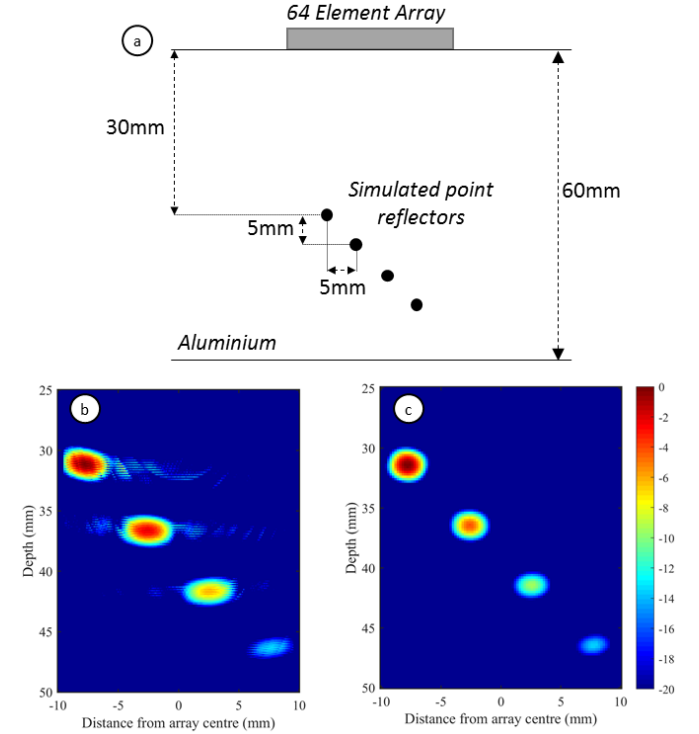 64 Element Array
a
30mm
60mm
Simulated point
reflectors
5mm
5mm
Aluminium
b
25
30
35
40
45
50
Depth (mm)
-10
-5
0
5
10
Distance from array centre (mm)
c
25
30
35
40
45
50
Depth (mm)
-10
-5
0
5
10
Distance from array centre (mm)
0
-2
-4
-6
-8
-10
-12
-14
-16
-18
-20